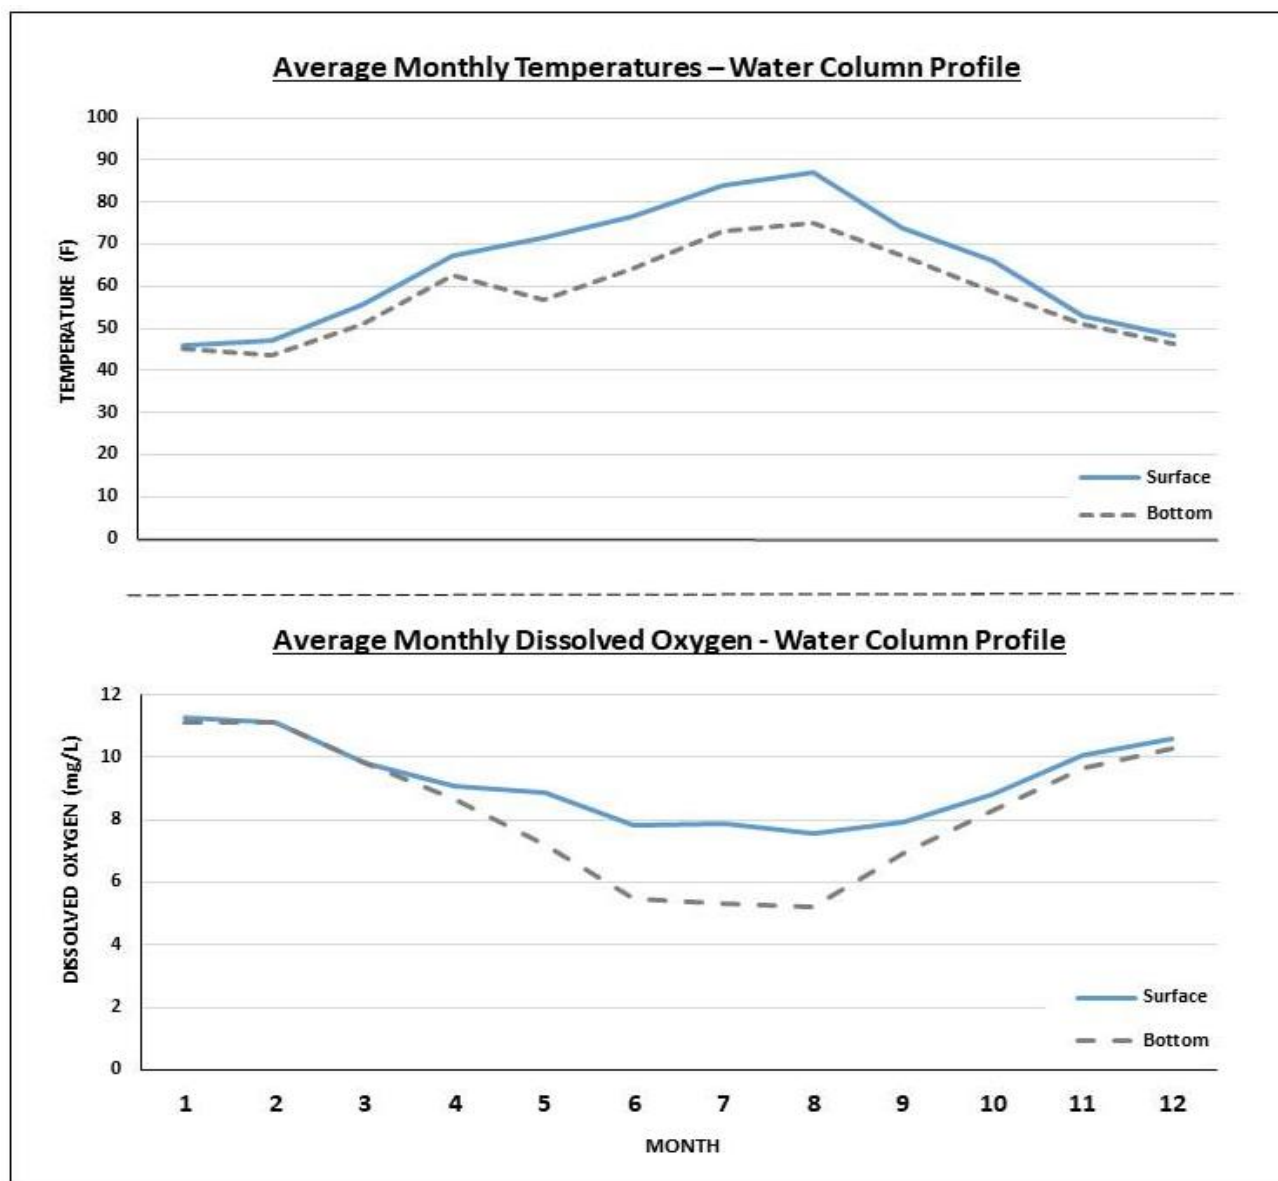 Average Monthly Temperatures – Water Column Profile
100
90
80
70
60
50
40
30
20
10
0
TEMPERATURE (F)
Surface
Bottom
Average Monthly Dissolved Oxygen - Water Column Profile
12
10
8
6
4
2
0
DISSOLVED OXYGEN (mg/L)
Surface
Bottom
1 2 3 4 5 6 7 8 9 10 11 12
MONTH